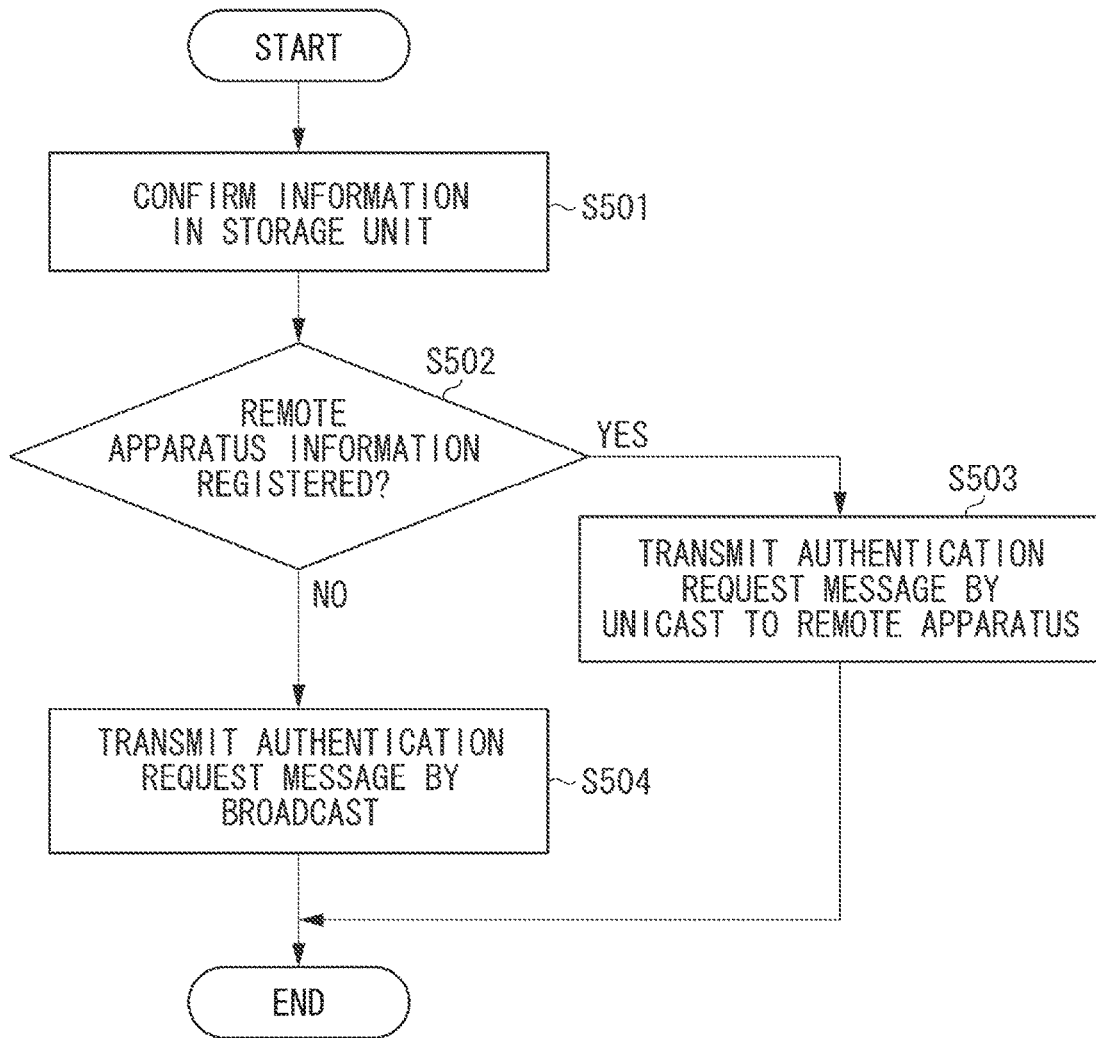 START
CONFIRM INFORMATION
IN STORAGE UNIT
S501
S502
REMOTE
APPARATUS INFORMATION
REGISTERED?
YES
S503
TRANSMIT AUTHENTICATION
REQUEST MESSAGE BY
UNICAST TO REMOTE APPARATUS
NO
TRANSMIT AUTHENTICATION
REQUEST MESSAGE BY
BROADCAST
S504
END